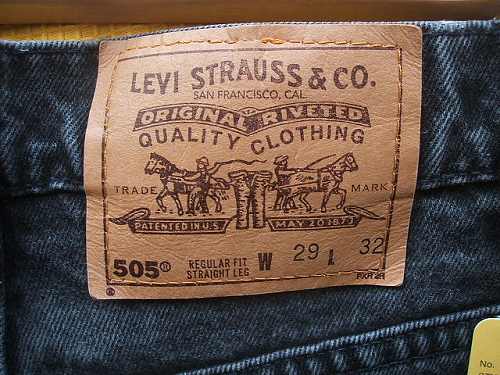 LEVI STRAUSS & CO.
SAN FRANCISCO, CAL.
ORIGINAL RIVETED
QUALITY CLOTHING
TRADE MARK
PATENTED IN U.S. MAY 20 1873
505® REGULAR FIT STRAIGHT LEG W 29 L 32
No.